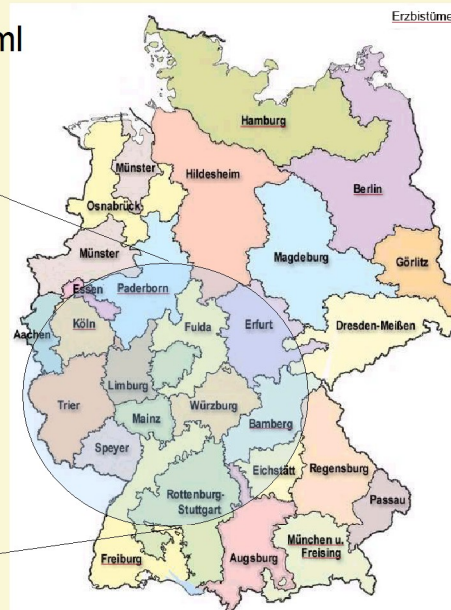 Erzbistüme
ml
Hamburg
Münster
Hildesheim
Berlin
Osnabrück
Münster
Magdeburg
Görlitz
Essen
Paderborn
Köln
Fulda
Erfurt
Dresden-Meißen
Aachen
Limburg
Trier
Mainz
Würzburg
Bamberg
Speyer
Eichstätt
Regensburg
Rottenburg-
Stuttgart
Passau
Freiburg
Augsburg
München u.
Freising